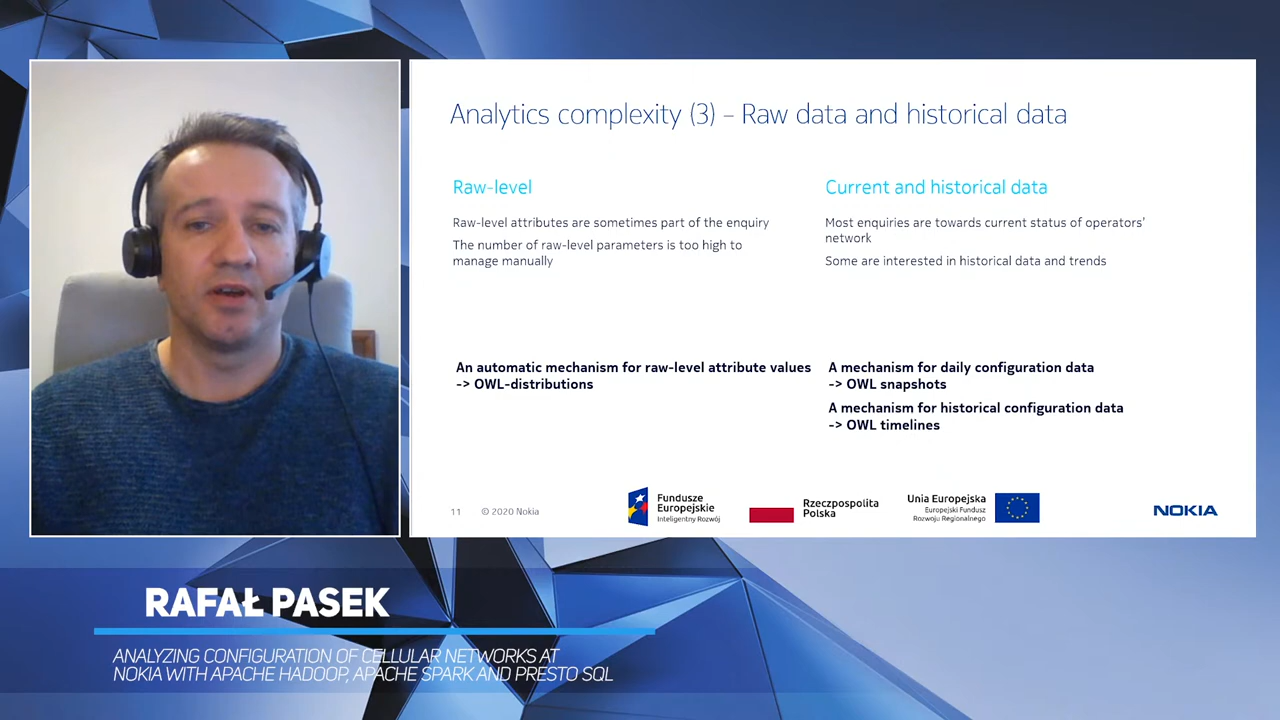 Analytics complexity (3) – Raw data and historical data
Raw-level
Raw-level attributes are sometimes part of the enquiry
The number of raw-level parameters is too high to
manage manually
Current and historical data
Most enquiries are towards current status of operators'
network
Some are interested in historical data and trends
An automatic mechanism for raw-level attribute values
-> OWL-distributions
A mechanism for daily configuration data
-> OWL snapshots
A mechanism for historical configuration data
-> OWL timelines
11 © 2020 Nokia
Fundusze
Europejskie
Inteligentny Rozwój
Rzeczpospolita
Polska
Unia Europejska
Europejski Fundusz
Rozwoju Regionalnego
NOKIA
RAFAŁ PASEK
ANALYZING CONFIGURATION OF CELLULAR NETWORKS AT
NOKIA WITH APACHE HADOOP, APACHE SPARK AND PRESTO SQL